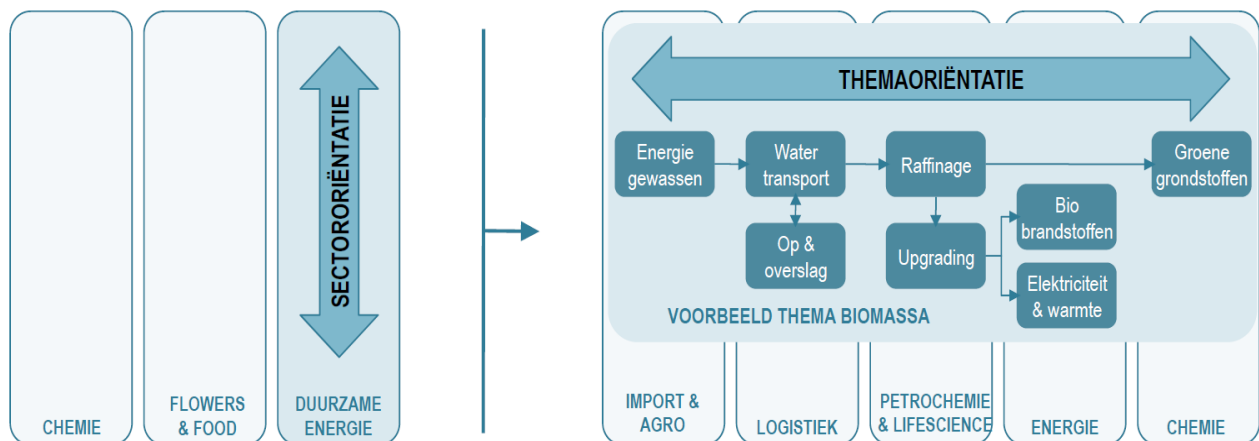 SECTORORIËNTATIE
CHEMIE
FLOWERS
& FOOD
DUURZAME
ENERGIE
THEMAORIËNTATIE
Energie
gewassen
Water
transport
Raffinage
Groene
grondstoffen
Op &
overslag
Upgrading
Bio
brandstoffen
Elektriciteit
& warmte
VOORBEELD THEMA BIOMASSA
IMPORT &
AGRO
LOGISTIEK
PETROCHEMIE
& LIFESCIENCE
ENERGIE
CHEMIE